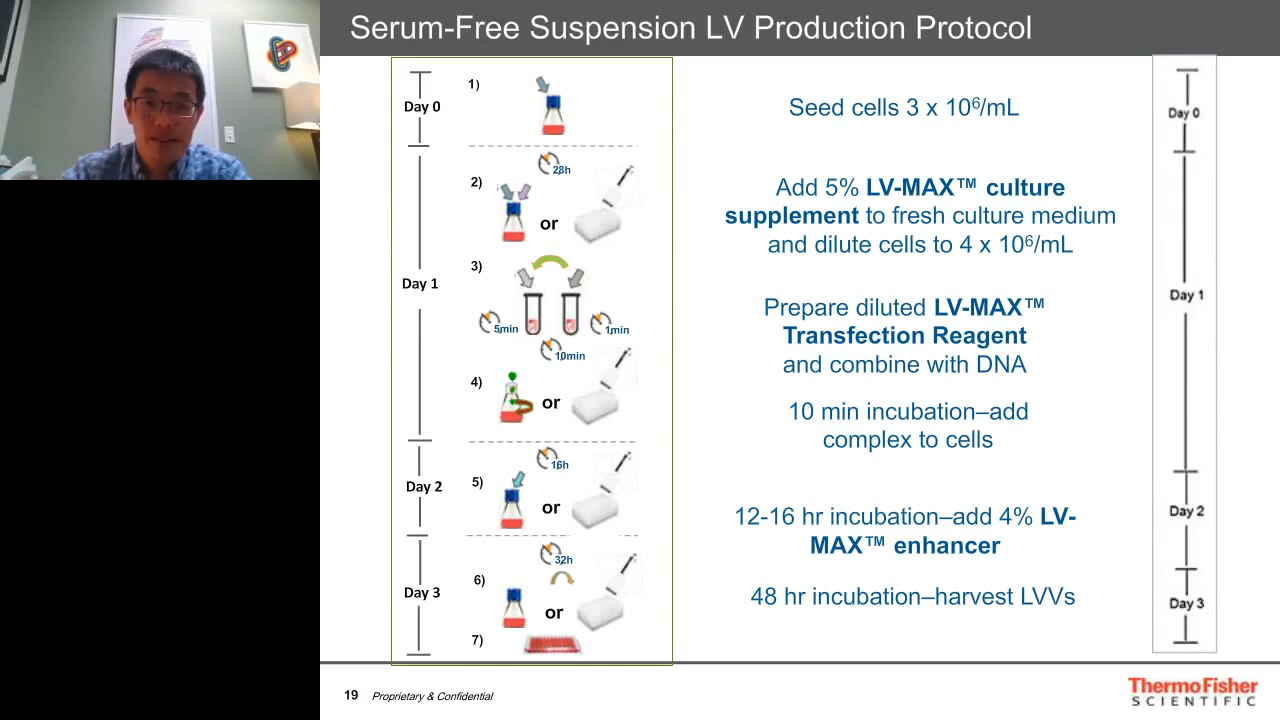 Serum-Free Suspension LV Production Protocol
Day 0
1)
Seed cells 3 x 10⁶/mL
Day 0
28h
2)
or
Add 5% LV-MAX™ culture
supplement to fresh culture medium
and dilute cells to 4 x 10⁶/mL
3)
Day 1
5min
1min
Prepare diluted LV-MAX™
Transfection Reagent
and combine with DNA
Day 1
10min
4)
or
10 min incubation–add
complex to cells
16h
Day 2
5)
or
12-16 hr incubation–add 4% LV-
MAX™ enhancer
Day 2
32h
6)
Day 3
or
48 hr incubation–harvest LVVs
Day 3
7)
19 Proprietary & Confidential
ThermoFisher
SCIENTIFIC